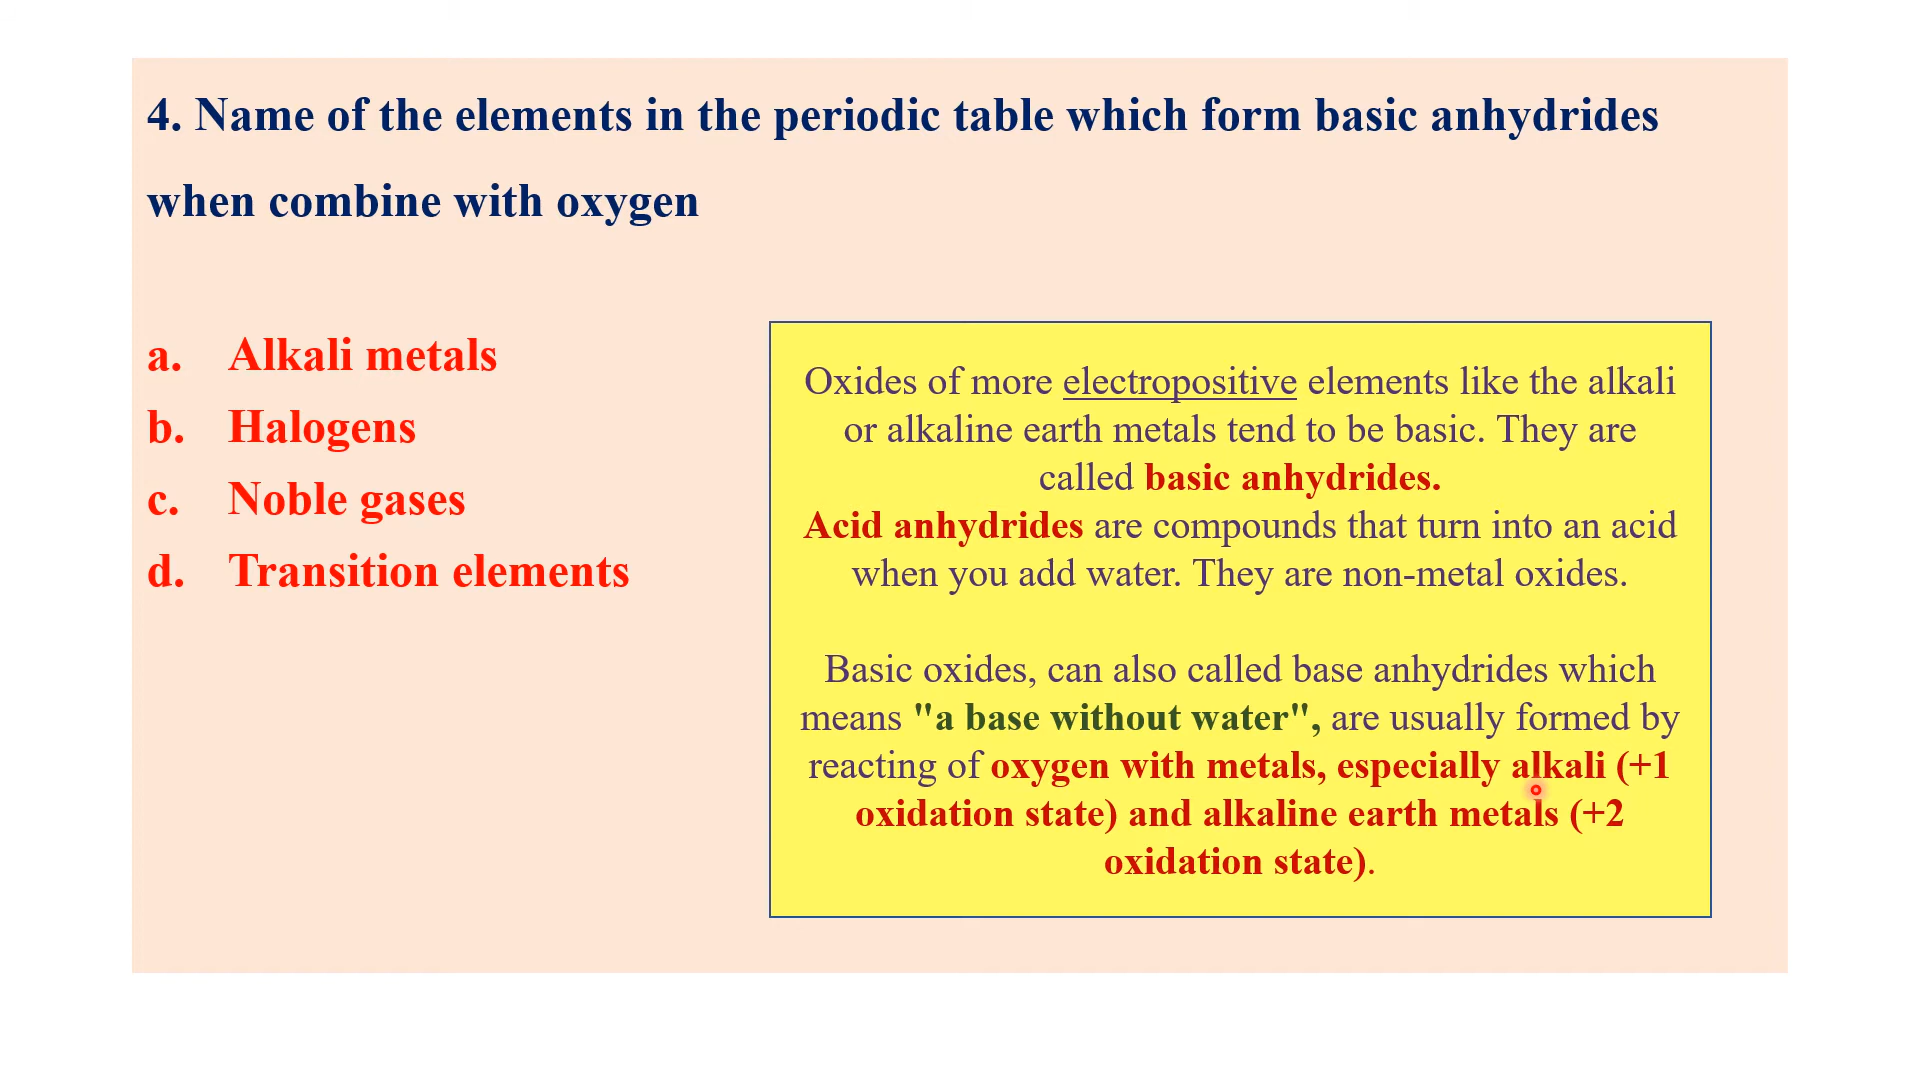 4. Name of the elements in the periodic table which form basic anhydrides
when combine with oxygen
a. Alkali metals
b. Halogens
c. Noble gases
d. Transition elements
Oxides of more electropositive elements like the alkali
or alkaline earth metals tend to be basic. They are
called basic anhydrides.
Acid anhydrides are compounds that turn into an acid
when you add water. They are non-metal oxides.
Basic oxides, can also called base anhydrides which
means "a base without water", are usually formed by
reacting of oxygen with metals, especially alkali (+1
oxidation state) and alkaline earth metals (+2
oxidation state).